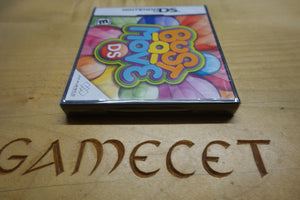 NINTENDO DS
BUST
A
MOVE
DS
E
GAMECET